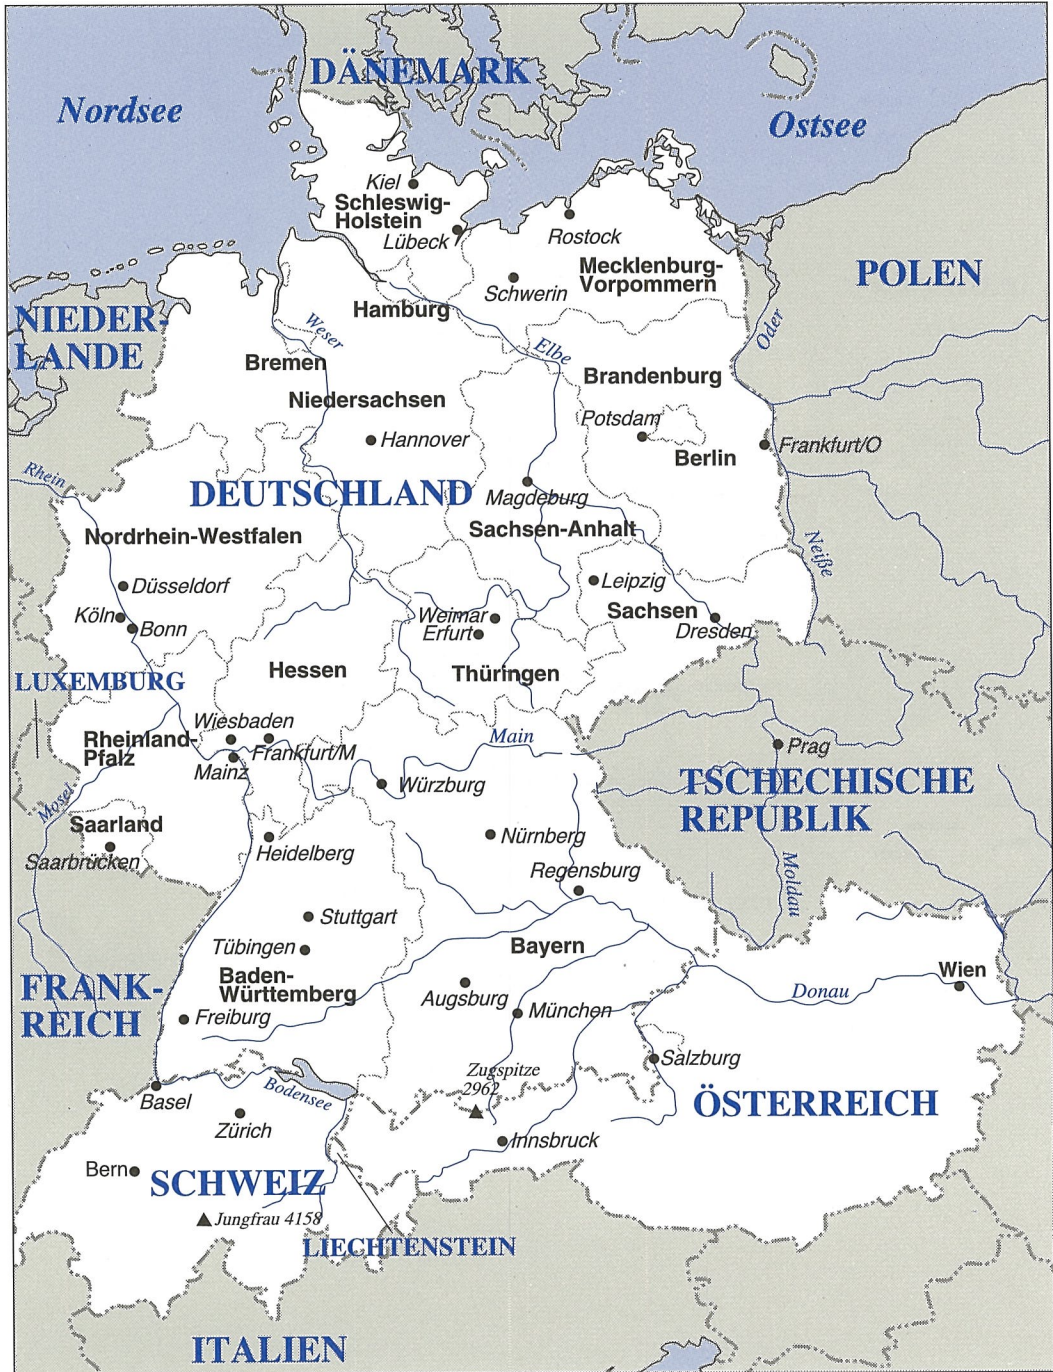 DÄNEMARK
Nordsee
Ostsee
Kiel
Schleswig-
Holstein
Lübeck
Rostock
Mecklenburg-
Vorpommern
Schwerin
POLEN
Hamburg
NIEDER-
LANDE
Weser
Elbe
Oder
Bremen
Brandenburg
Niedersachsen
Potsdam
Hannover
Berlin
Frankfurt/O
Rhein
DEUTSCHLAND
Magdeburg
Sachsen-Anhalt
Nordrhein-Westfalen
Neiße
Düsseldorf
Leipzig
Sachsen
Köln
Bonn
Weimar
Erfurt
Dresden
Hessen
Thüringen
LUXEMBURG
Wiesbaden
Rheinland-
Pfalz
Frankfurt/M
Main
Prag
Mainz
Würzburg
TSCHECHISCHE
REPUBLIK
Mosel
Saarland
Saarbrücken
Heidelberg
Nürnberg
Regensburg
Moldau
Stuttgart
Tübingen
Bayern
Baden-
Württemberg
Wien
FRANK-
REICH
Augsburg
München
Donau
Freiburg
Salzburg
Zugspitze
2962
Bodensee
Basel
ÖSTERREICH
Zürich
Innsbruck
Bern
SCHWEIZ
Jungfrau 4158
LIECHTENSTEIN
ITALIEN